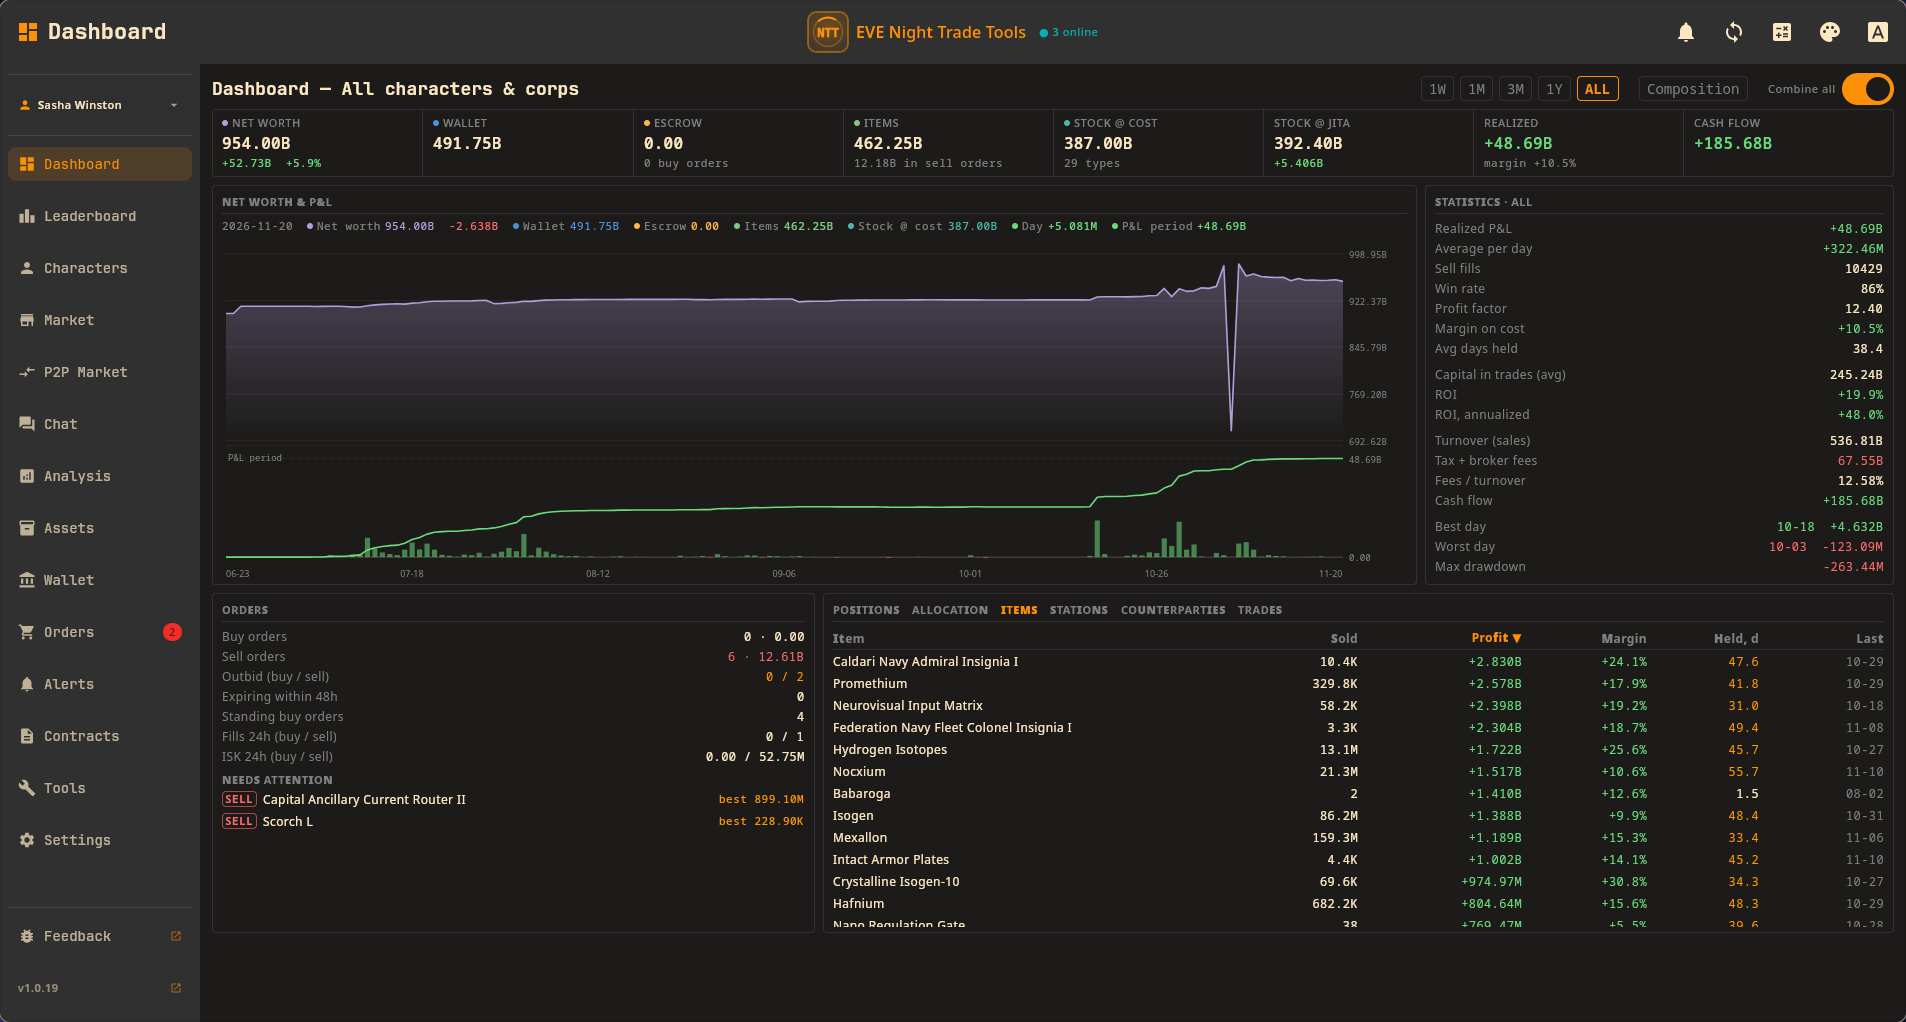 Dashboard
NTT EVE Night Trade Tools 3 online
A
Sasha Winston
Dashboard
Leaderboard
Characters
Market
P2P Market
Chat
Analysis
Assets
Wallet
Orders 2
Alerts
Contracts
Tools
Settings
Feedback
v1.0.19
Dashboard — All characters & corps
1W 1M 3M 1Y ALL Composition Combine all
NET WORTH
954.00B
+52.73B +5.9%
WALLET
491.75B
ESCROW
0.00
0 buy orders
ITEMS
462.25B
12.18B in sell orders
STOCK @ COST
387.00B
29 types
STOCK @ JITA
392.40B
+5.406B
REALIZED
+48.69B
margin +10.5%
CASH FLOW
+185.68B
NET WORTH & P&L
2026-11-20 Net worth 954.00B -2.638B Wallet 491.75B Escrow 0.00 Items 462.25B Stock @ cost 387.00B Day +5.081M P&L period +48.69B
998.95B
922.37B
845.79B
769.20B
692.62B
P&L period
48.69B
0.00
06-23 07-18 08-12 09-06 10-01 10-26 11-20
STATISTICS · ALL
Realized P&L +48.69B
Average per day +322.46M
Sell fills 10429
Win rate 86%
Profit factor 12.40
Margin on cost +10.5%
Avg days held 38.4
Capital in trades (avg) 245.24B
ROI +19.9%
ROI, annualized +48.0%
Turnover (sales) 536.81B
Tax + broker fees 67.55B
Fees / turnover 12.58%
Cash flow +185.68B
Best day 10-18 +4.632B
Worst day 10-03 -123.09M
Max drawdown -263.44M
ORDERS
Buy orders 0 · 0.00
Sell orders 6 · 12.61B
Outbid (buy / sell) 0 / 2
Expiring within 48h 0
Standing buy orders 4
Fills 24h (buy / sell) 0 / 1
ISK 24h (buy / sell) 0.00 / 52.75M
NEEDS ATTENTION
SELL Capital Ancillary Current Router II best 899.10M
SELL Scorch L best 228.90K
POSITIONS ALLOCATION ITEMS STATIONS COUNTERPARTIES TRADES
Item Sold Profit ▼ Margin Held, d Last
Caldari Navy Admiral Insignia I 10.4K +2.830B +24.1% 47.6 10-29
Promethium 329.8K +2.578B +17.9% 41.8 10-29
Neurovisual Input Matrix 58.2K +2.398B +19.2% 31.0 10-18
Federation Navy Fleet Colonel Insignia I 3.3K +2.304B +18.7% 49.4 11-08
Hydrogen Isotopes 13.1M +1.722B +25.6% 45.7 10-27
Nocxium 21.3M +1.517B +10.6% 55.7 11-10
Babaroga 2 +1.410B +12.6% 1.5 08-02
Isogen 86.2M +1.388B +9.9% 48.4 10-31
Mexallon 159.3M +1.189B +15.3% 33.4 11-06
Intact Armor Plates 4.4K +1.002B +14.1% 45.2 11-10
Crystalline Isogen-10 69.6K +974.97M +30.8% 34.3 10-27
Hafnium 682.2K +804.64M +15.6% 48.3 10-29
Nano Regulation Gate 38 +769.47M +5.5% 39.6 10-28